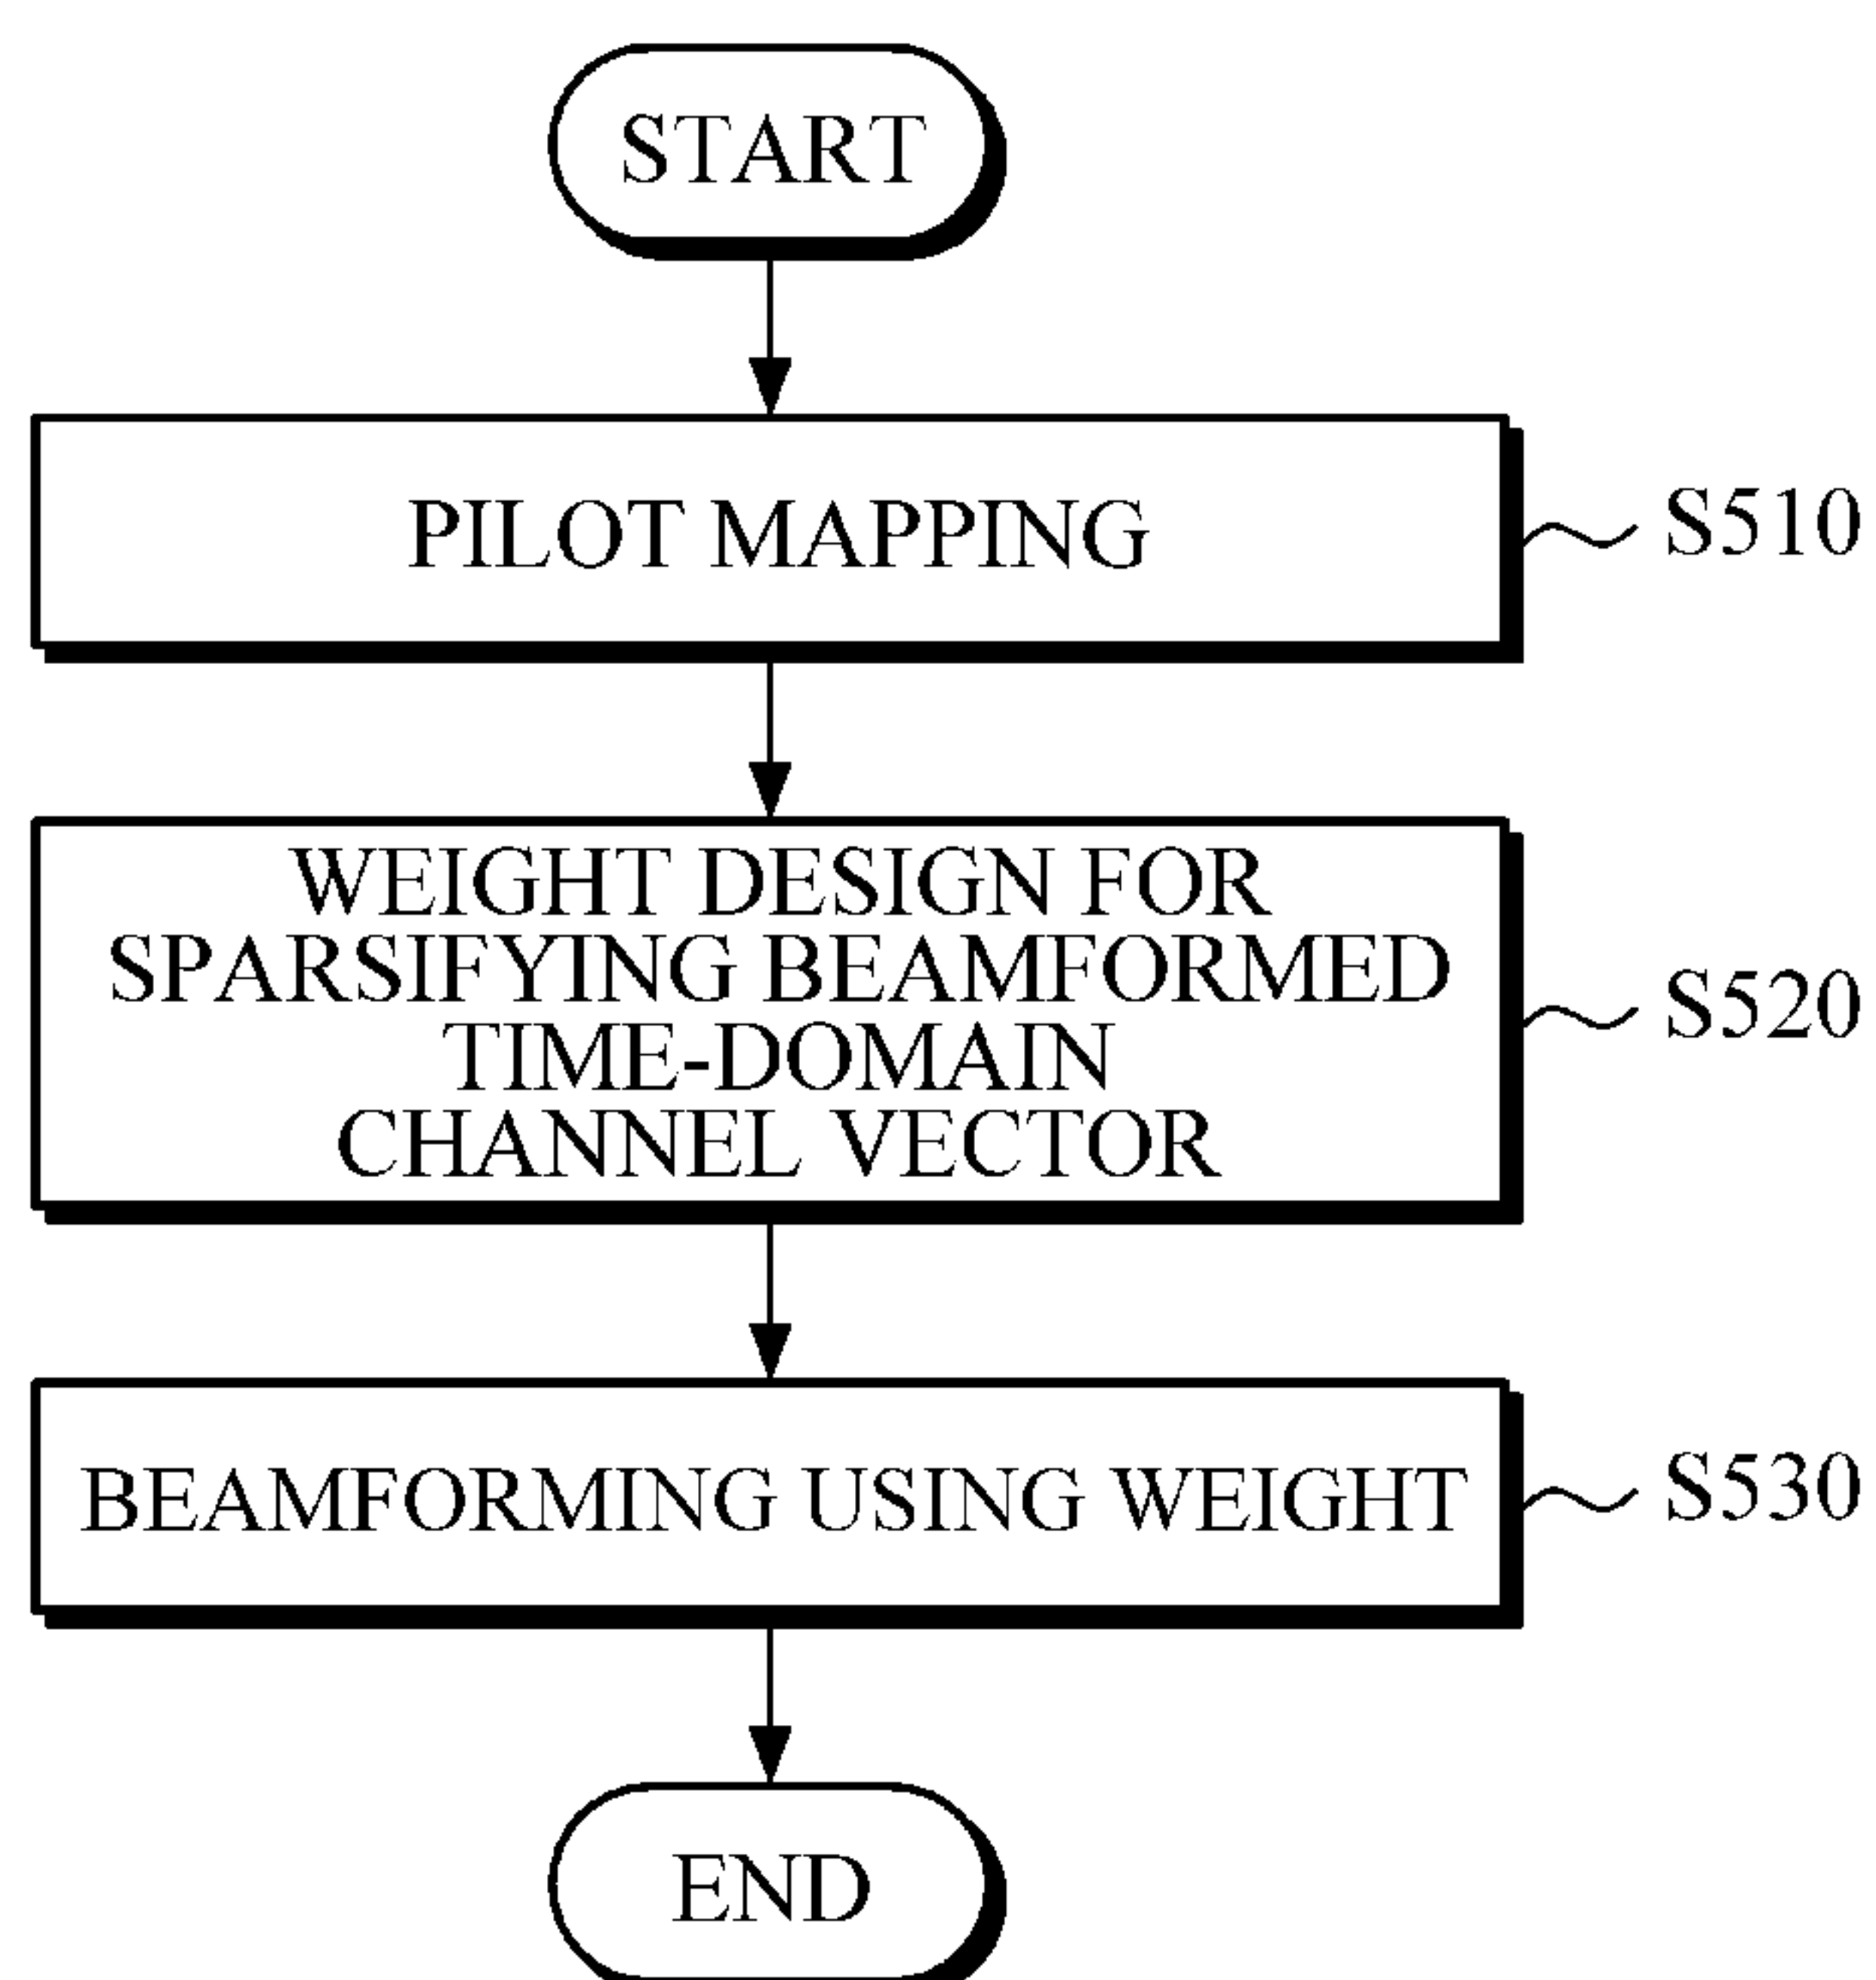 START
PILOT MAPPING
S510
WEIGHT DESIGN FOR
SPARSIFYING BEAMFORMED
TIME-DOMAIN
CHANNEL VECTOR
S520
BEAMFORMING USING WEIGHT
S530
END